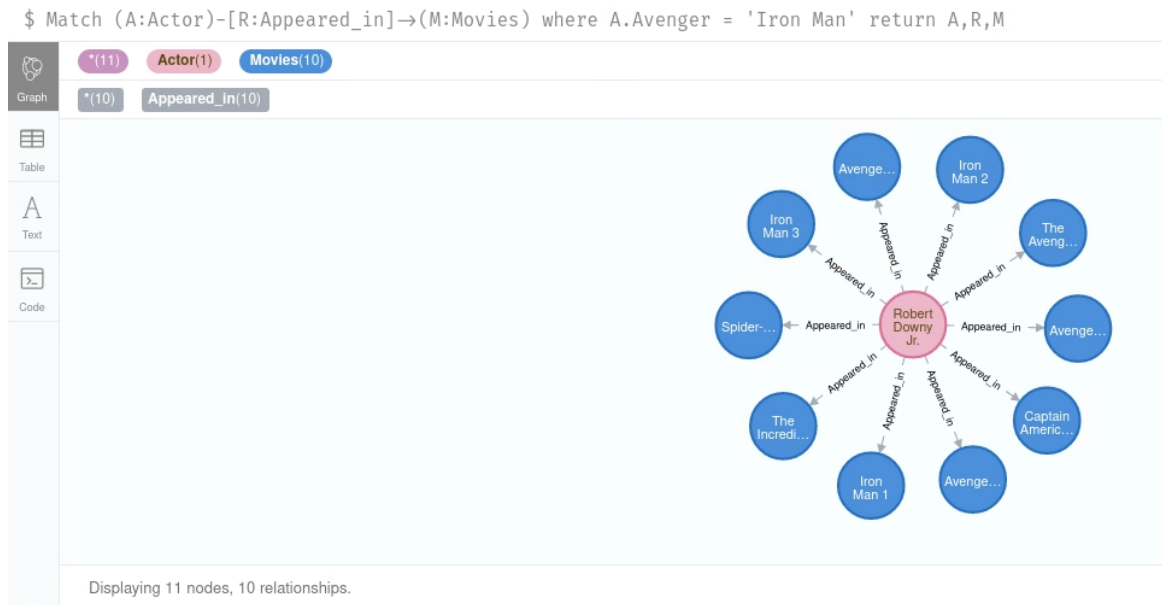 $ Match (A:Actor)-[R:Appeared_in]→(M:Movies) where A.Avenger = 'Iron Man' return A,R,M
Graph
Table
Text
Code
*(11) Actor(1) Movies(10)
*(10) Appeared_in(10)
Avenge...
Iron
Man 2
Iron
Man 3
The
Aveng...
Spider-...
Robert
Downy
Jr.
Avenge...
The
Incredi...
Captain
Americ...
Iron
Man 1
Avenge...
Appeared_in
Appeared_in
Appeared_in
Appeared_in
Appeared_in
Appeared_in
Appeared_in
Appeared_in
Appeared_in
Appeared_in
A
>_
Displaying 11 nodes, 10 relationships.